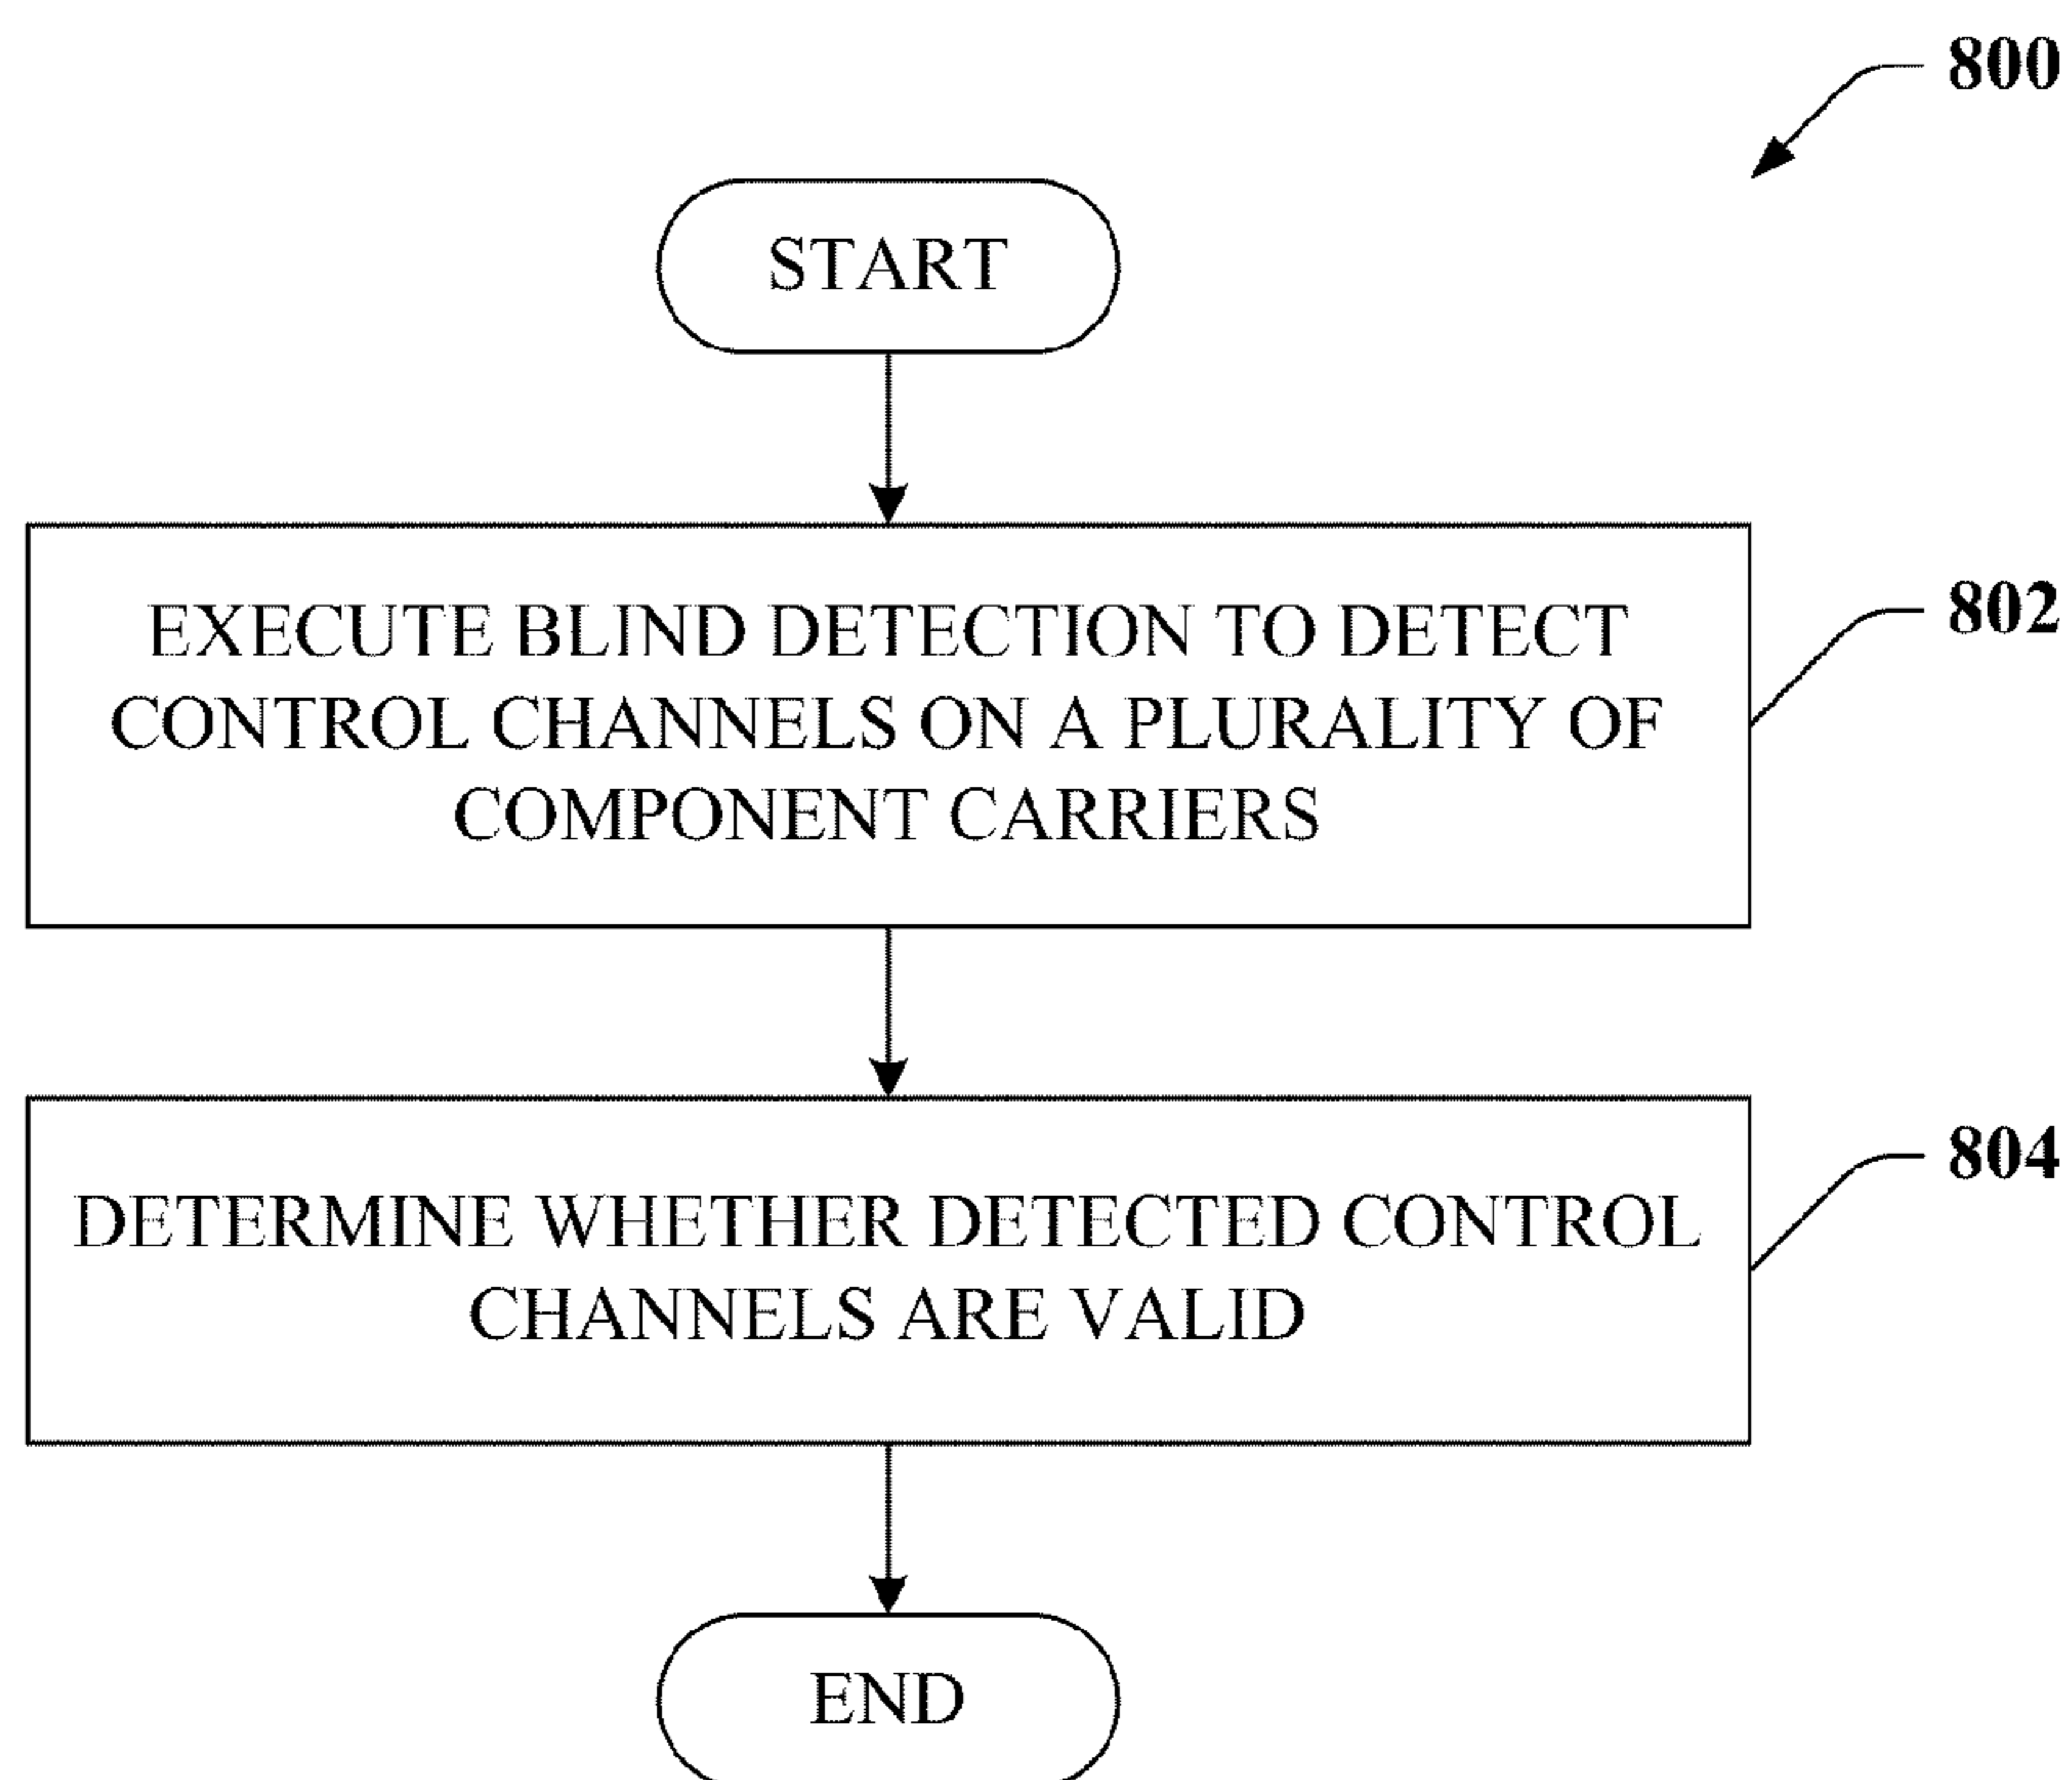 800
START
EXECUTE BLIND DETECTION TO DETECT
CONTROL CHANNELS ON A PLURALITY OF
COMPONENT CARRIERS
802
DETERMINE WHETHER DETECTED CONTROL
CHANNELS ARE VALID
804
END